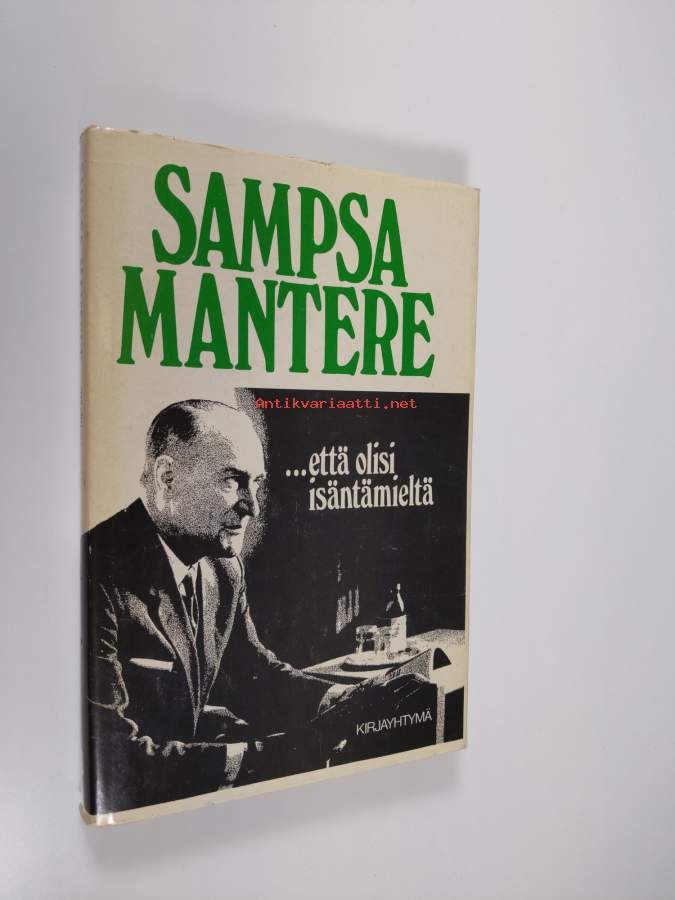 SAMPSA
MANTERE
Antikvariaatti.net
...että olisi
isäntämieltä
KIRJAYHTYMÄ